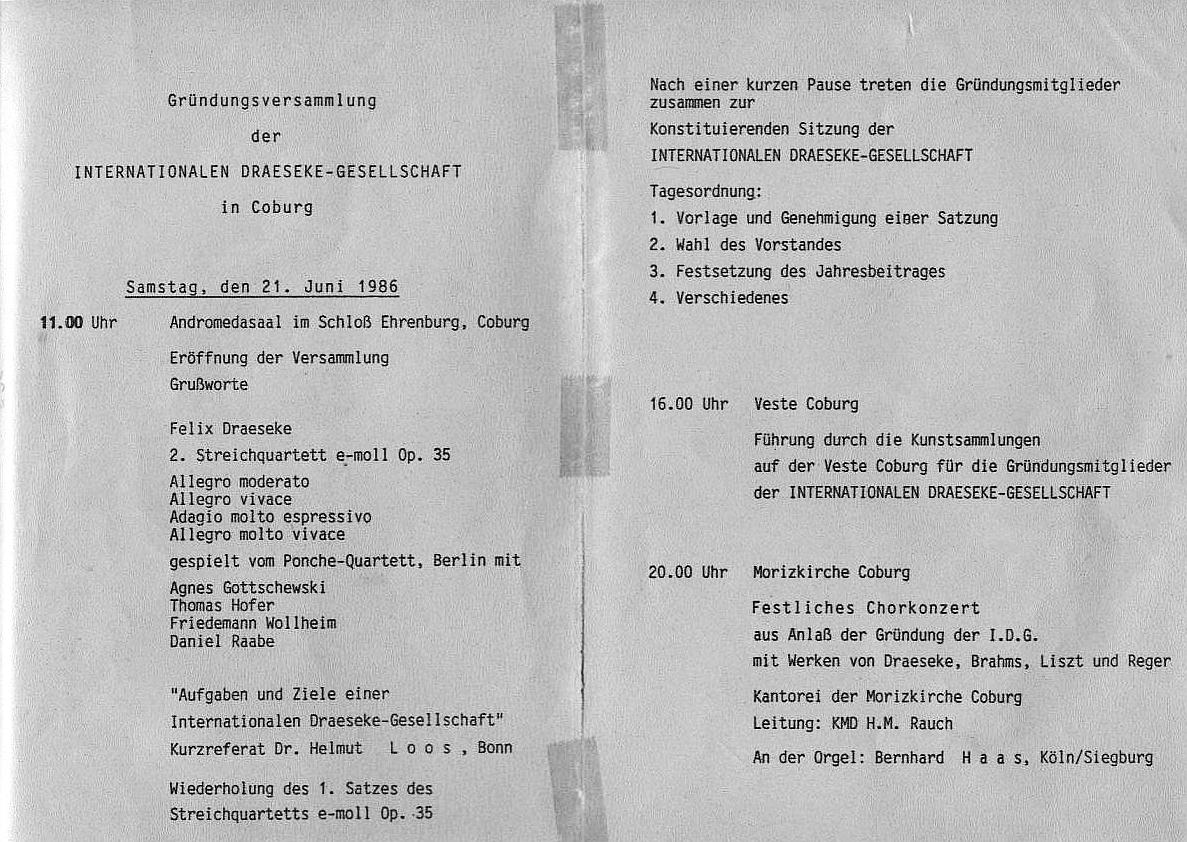 Gründungsversammlung
der
INTERNATIONALEN DRAESEKE-GESELLSCHAFT
in Coburg
Samstag, den 21. Juni 1986
11.00 Uhr Andromedasaal im Schloß Ehrenburg, Coburg
Eröffnung der Versammlung
Grußworte
Felix Draeseke
2. Streichquartett e-moll Op. 35
Allegro moderato
Allegro vivace
Adagio molto espressivo
Allegro molto vivace
gespielt vom Ponche-Quartett, Berlin mit
Agnes Gottschewski
Thomas Hofer
Friedemann Wollheim
Daniel Raabe
"Aufgaben und Ziele einer
Internationalen Draeseke-Gesellschaft"
Kurzreferat Dr. Helmut L o o s , Bonn
Wiederholung des 1. Satzes des
Streichquartetts e-moll Op. 35
Nach einer kurzen Pause treten die Gründungsmitglieder
zusammen zur
Konstituierenden Sitzung der
INTERNATIONALEN DRAESEKE-GESELLSCHAFT
Tagesordnung:
1. Vorlage und Genehmigung einer Satzung
2. Wahl des Vorstandes
3. Festsetzung des Jahresbeitrages
4. Verschiedenes
16.00 Uhr Veste Coburg
Führung durch die Kunstsammlungen
auf der Veste Coburg für die Gründungsmitglieder
der INTERNATIONALEN DRAESEKE-GESELLSCHAFT
20.00 Uhr Morizkirche Coburg
Festliches Chorkonzert
aus Anlaß der Gründung der I.D.G.
mit Werken von Draeseke, Brahms, Liszt und Reger
Kantorei der Morizkirche Coburg
Leitung: KMD H.M. Rauch
An der Orgel: Bernhard H a a s, Köln/Siegburg